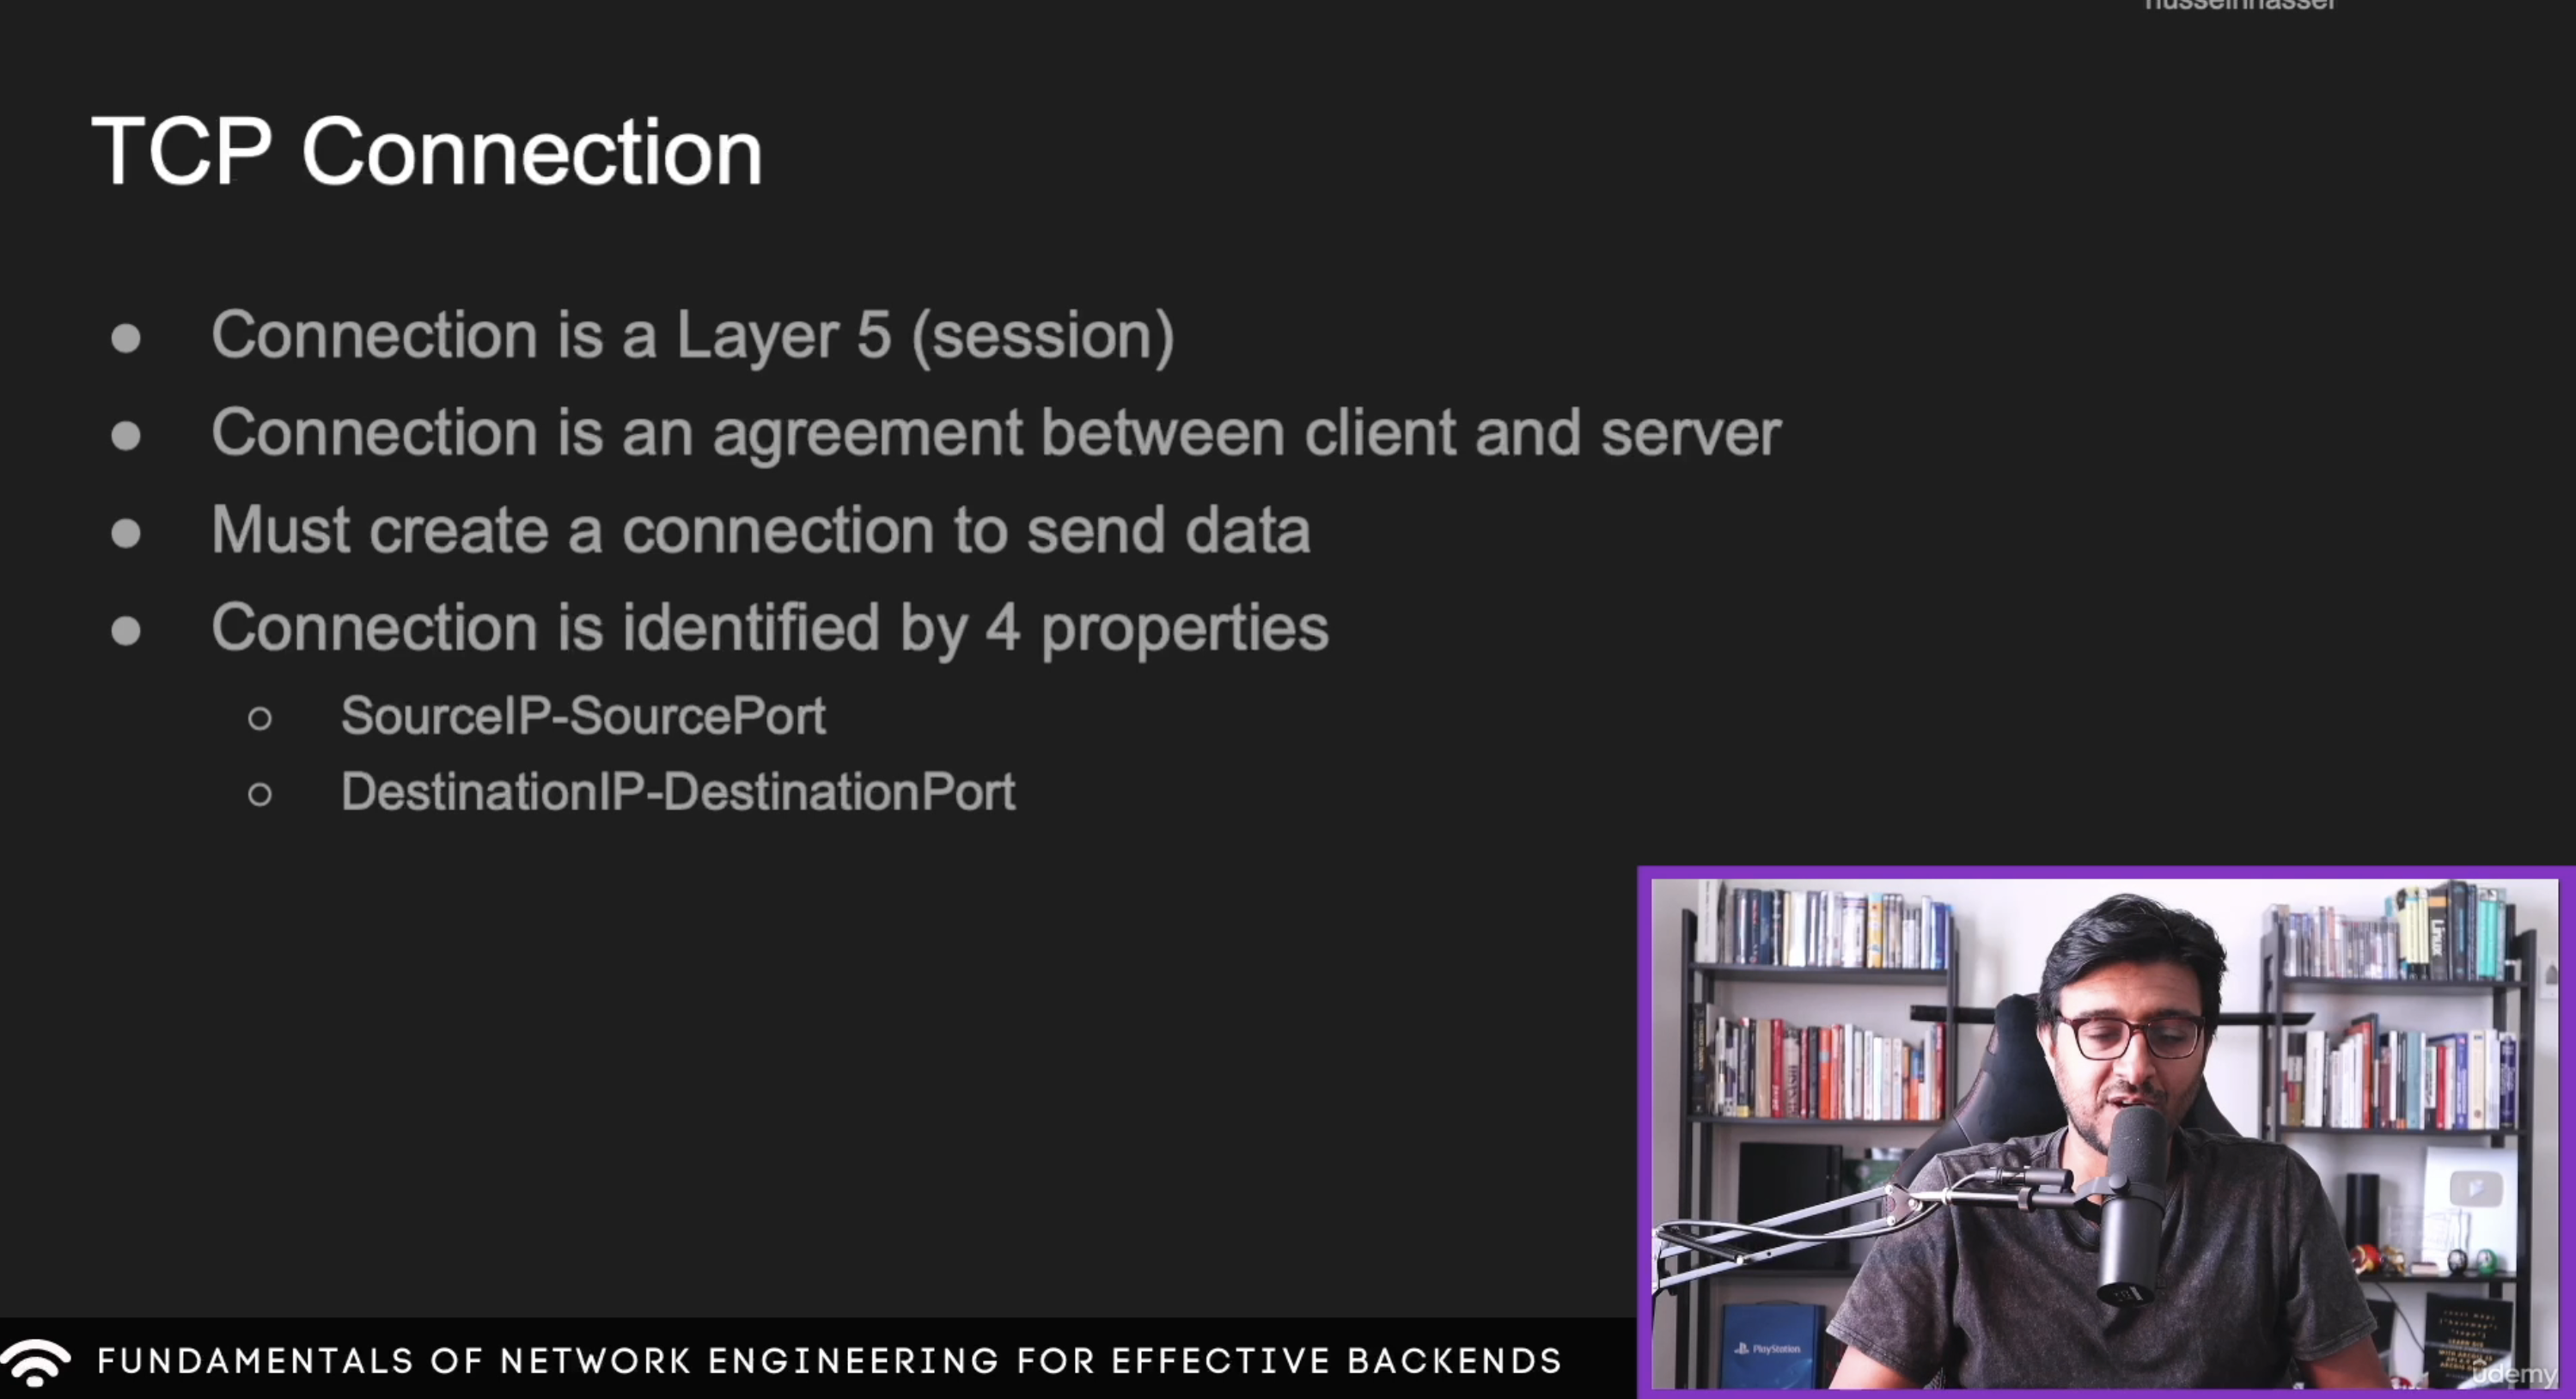 TCP Connection
Connection is a Layer 5 (session)
Connection is an agreement between client and server
Must create a connection to send data
Connection is identified by 4 properties
SourceIP-SourcePort
DestinationIP-DestinationPort
Linux
PlayStation
FUNDAMENTALS OF NETWORK ENGINEERING FOR EFFECTIVE BACKENDS
ûdemy